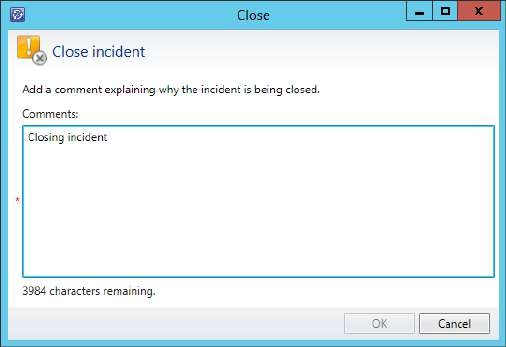 Close
Close incident
Add a comment explaining why the incident is being closed.
Comments:
Closing incident
*
3984 characters remaining.
OK
Cancel